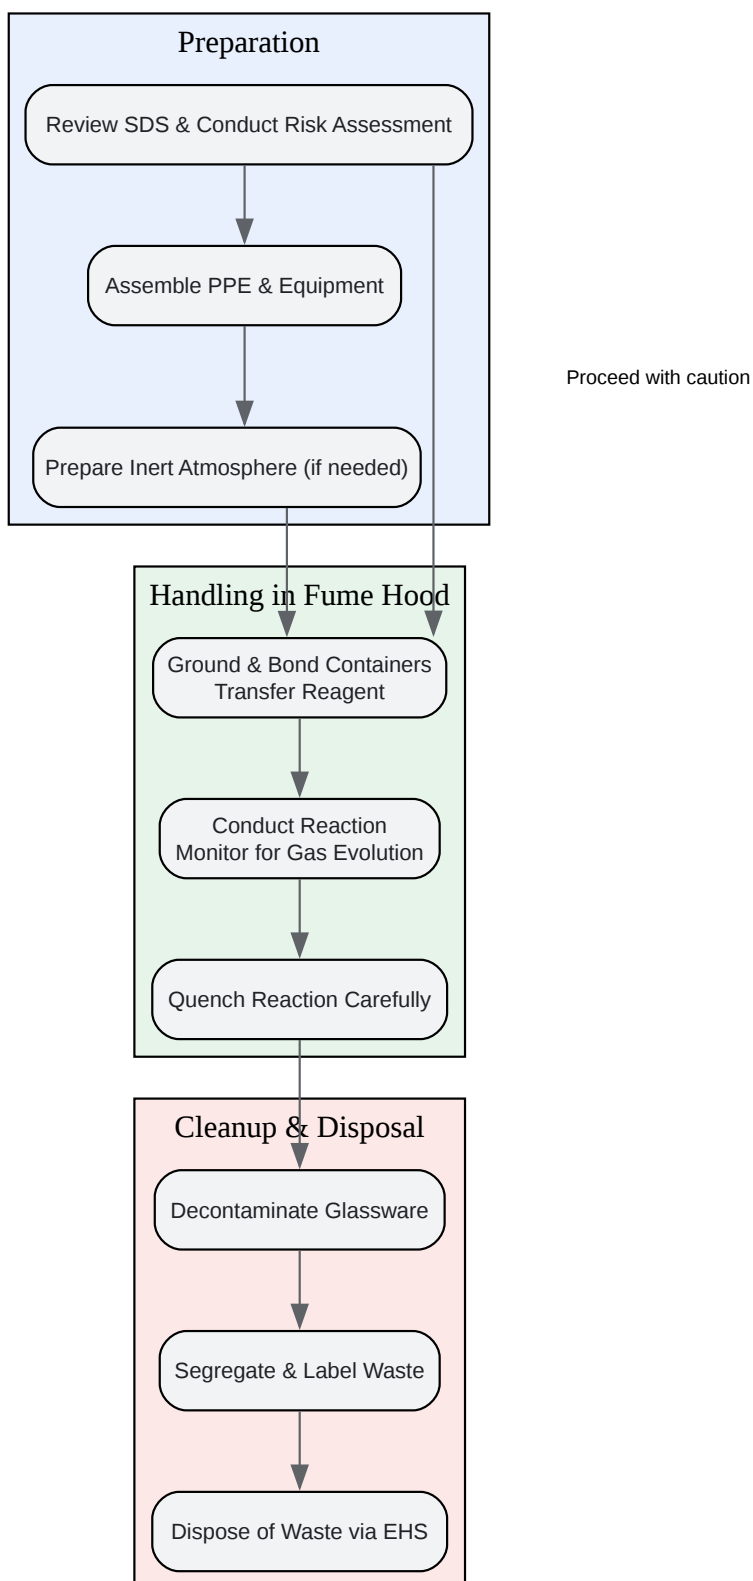 Preparation
Review SDS & Conduct Risk Assessment
Assemble PPE & Equipment
Proceed with caution
Prepare Inert Atmosphere (if needed)
Handling in Fume Hood
Ground & Bond Containers
Transfer Reagent
Conduct Reaction
Monitor for Gas Evolution
Quench Reaction Carefully
Cleanup & Disposal
Decontaminate Glassware
Segregate & Label Waste
Dispose of Waste via EHS